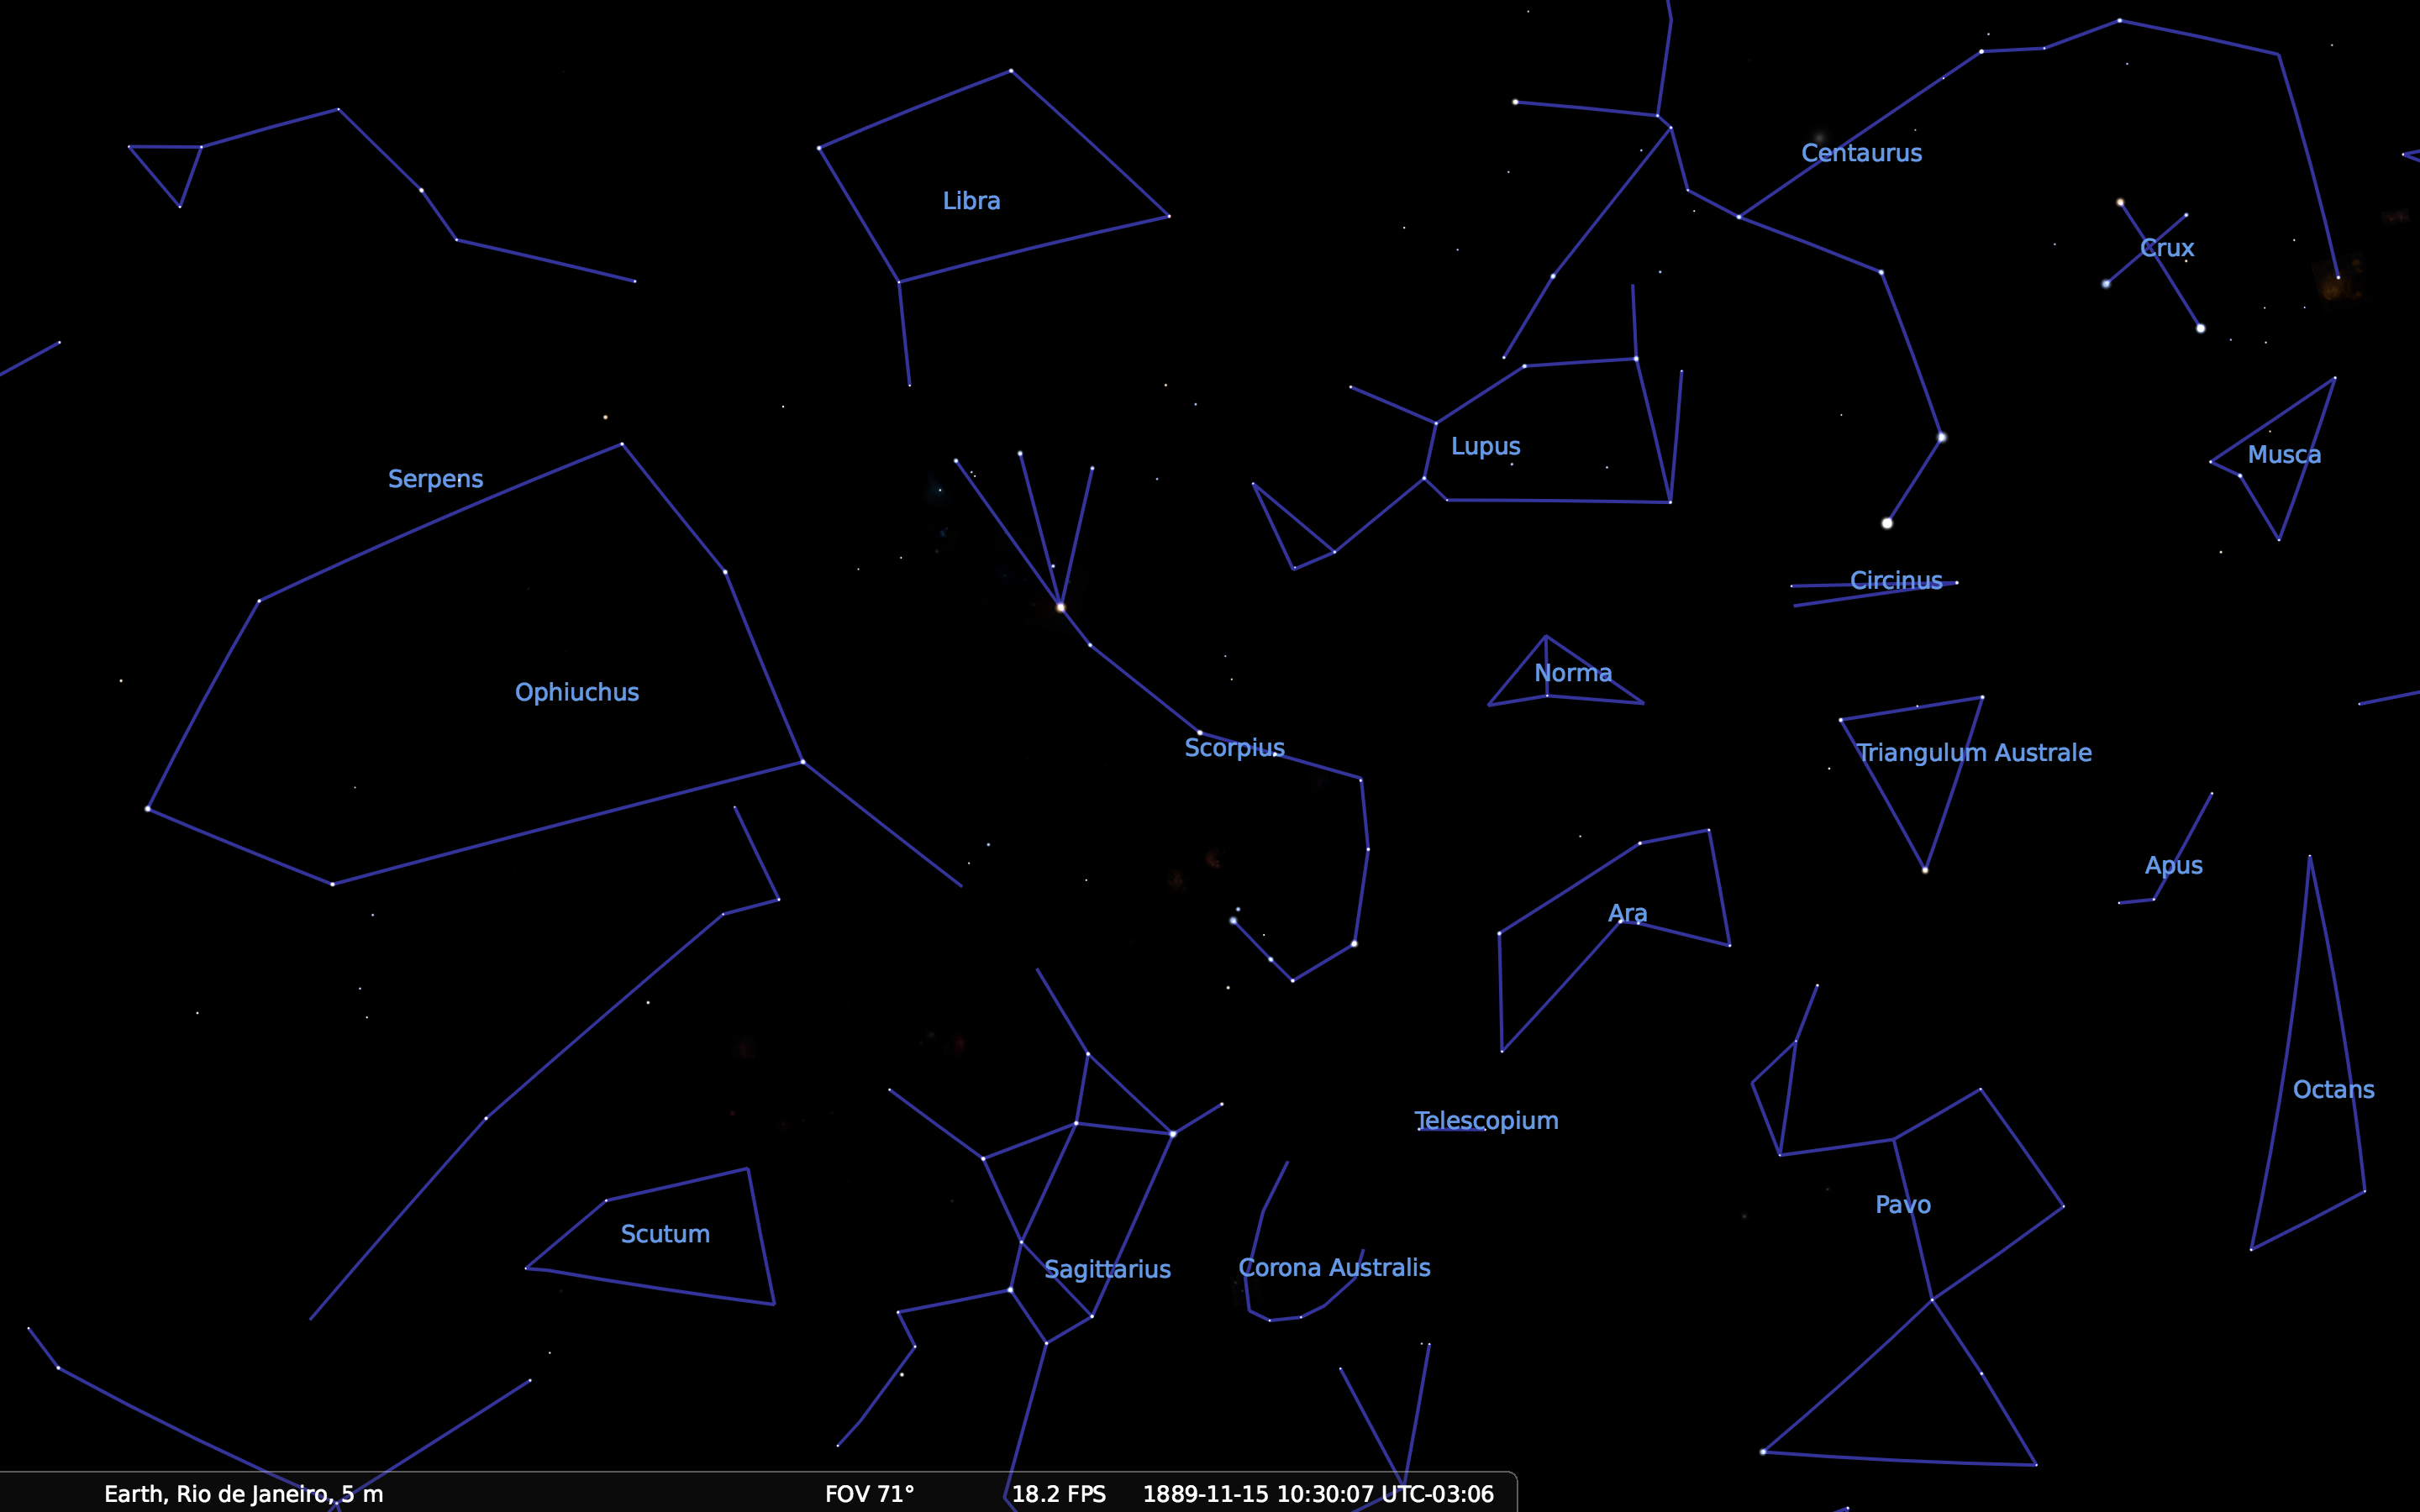 Centaurus
Libra
Crux
Lupus
Musca
Serpens
Circinus
Norma
Ophiuchus
Scorpius
Triangulum Australe
Apus
Ara
Octans
Telescopium
Pavo
Scutum
Sagittarius
Corona Australis
Earth, Rio de Janeiro, 5 m FOV 71° 18.2 FPS 1889-11-15 10:30:07 UTC-03:06